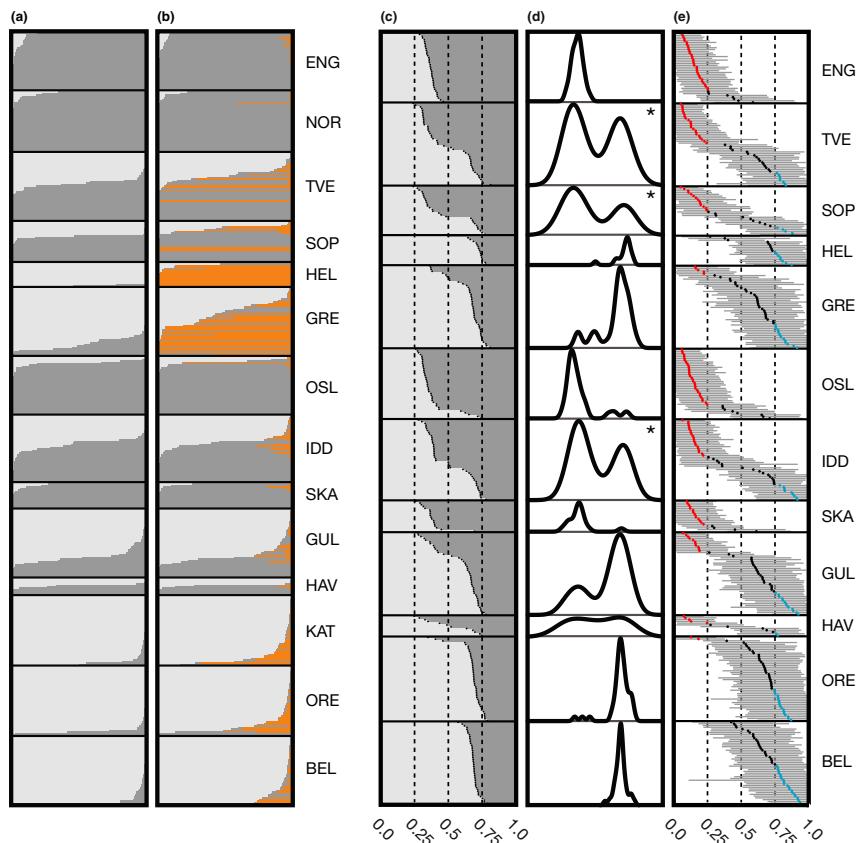 (a) (b) (c) (d) (e)
ENG
NOR
TVE
SOP
HEL
GRE
OSL
IDD
SKA
GUL
HAV
KAT
ORE
BEL
*
*
*
ENG
TVE
SOP
HEL
GRE
OSL
IDD
SKA
GUL
HAV
ORE
BEL
0.0 0.25 0.5 0.75 1.0
0.0 0.25 0.5 0.75 1.0